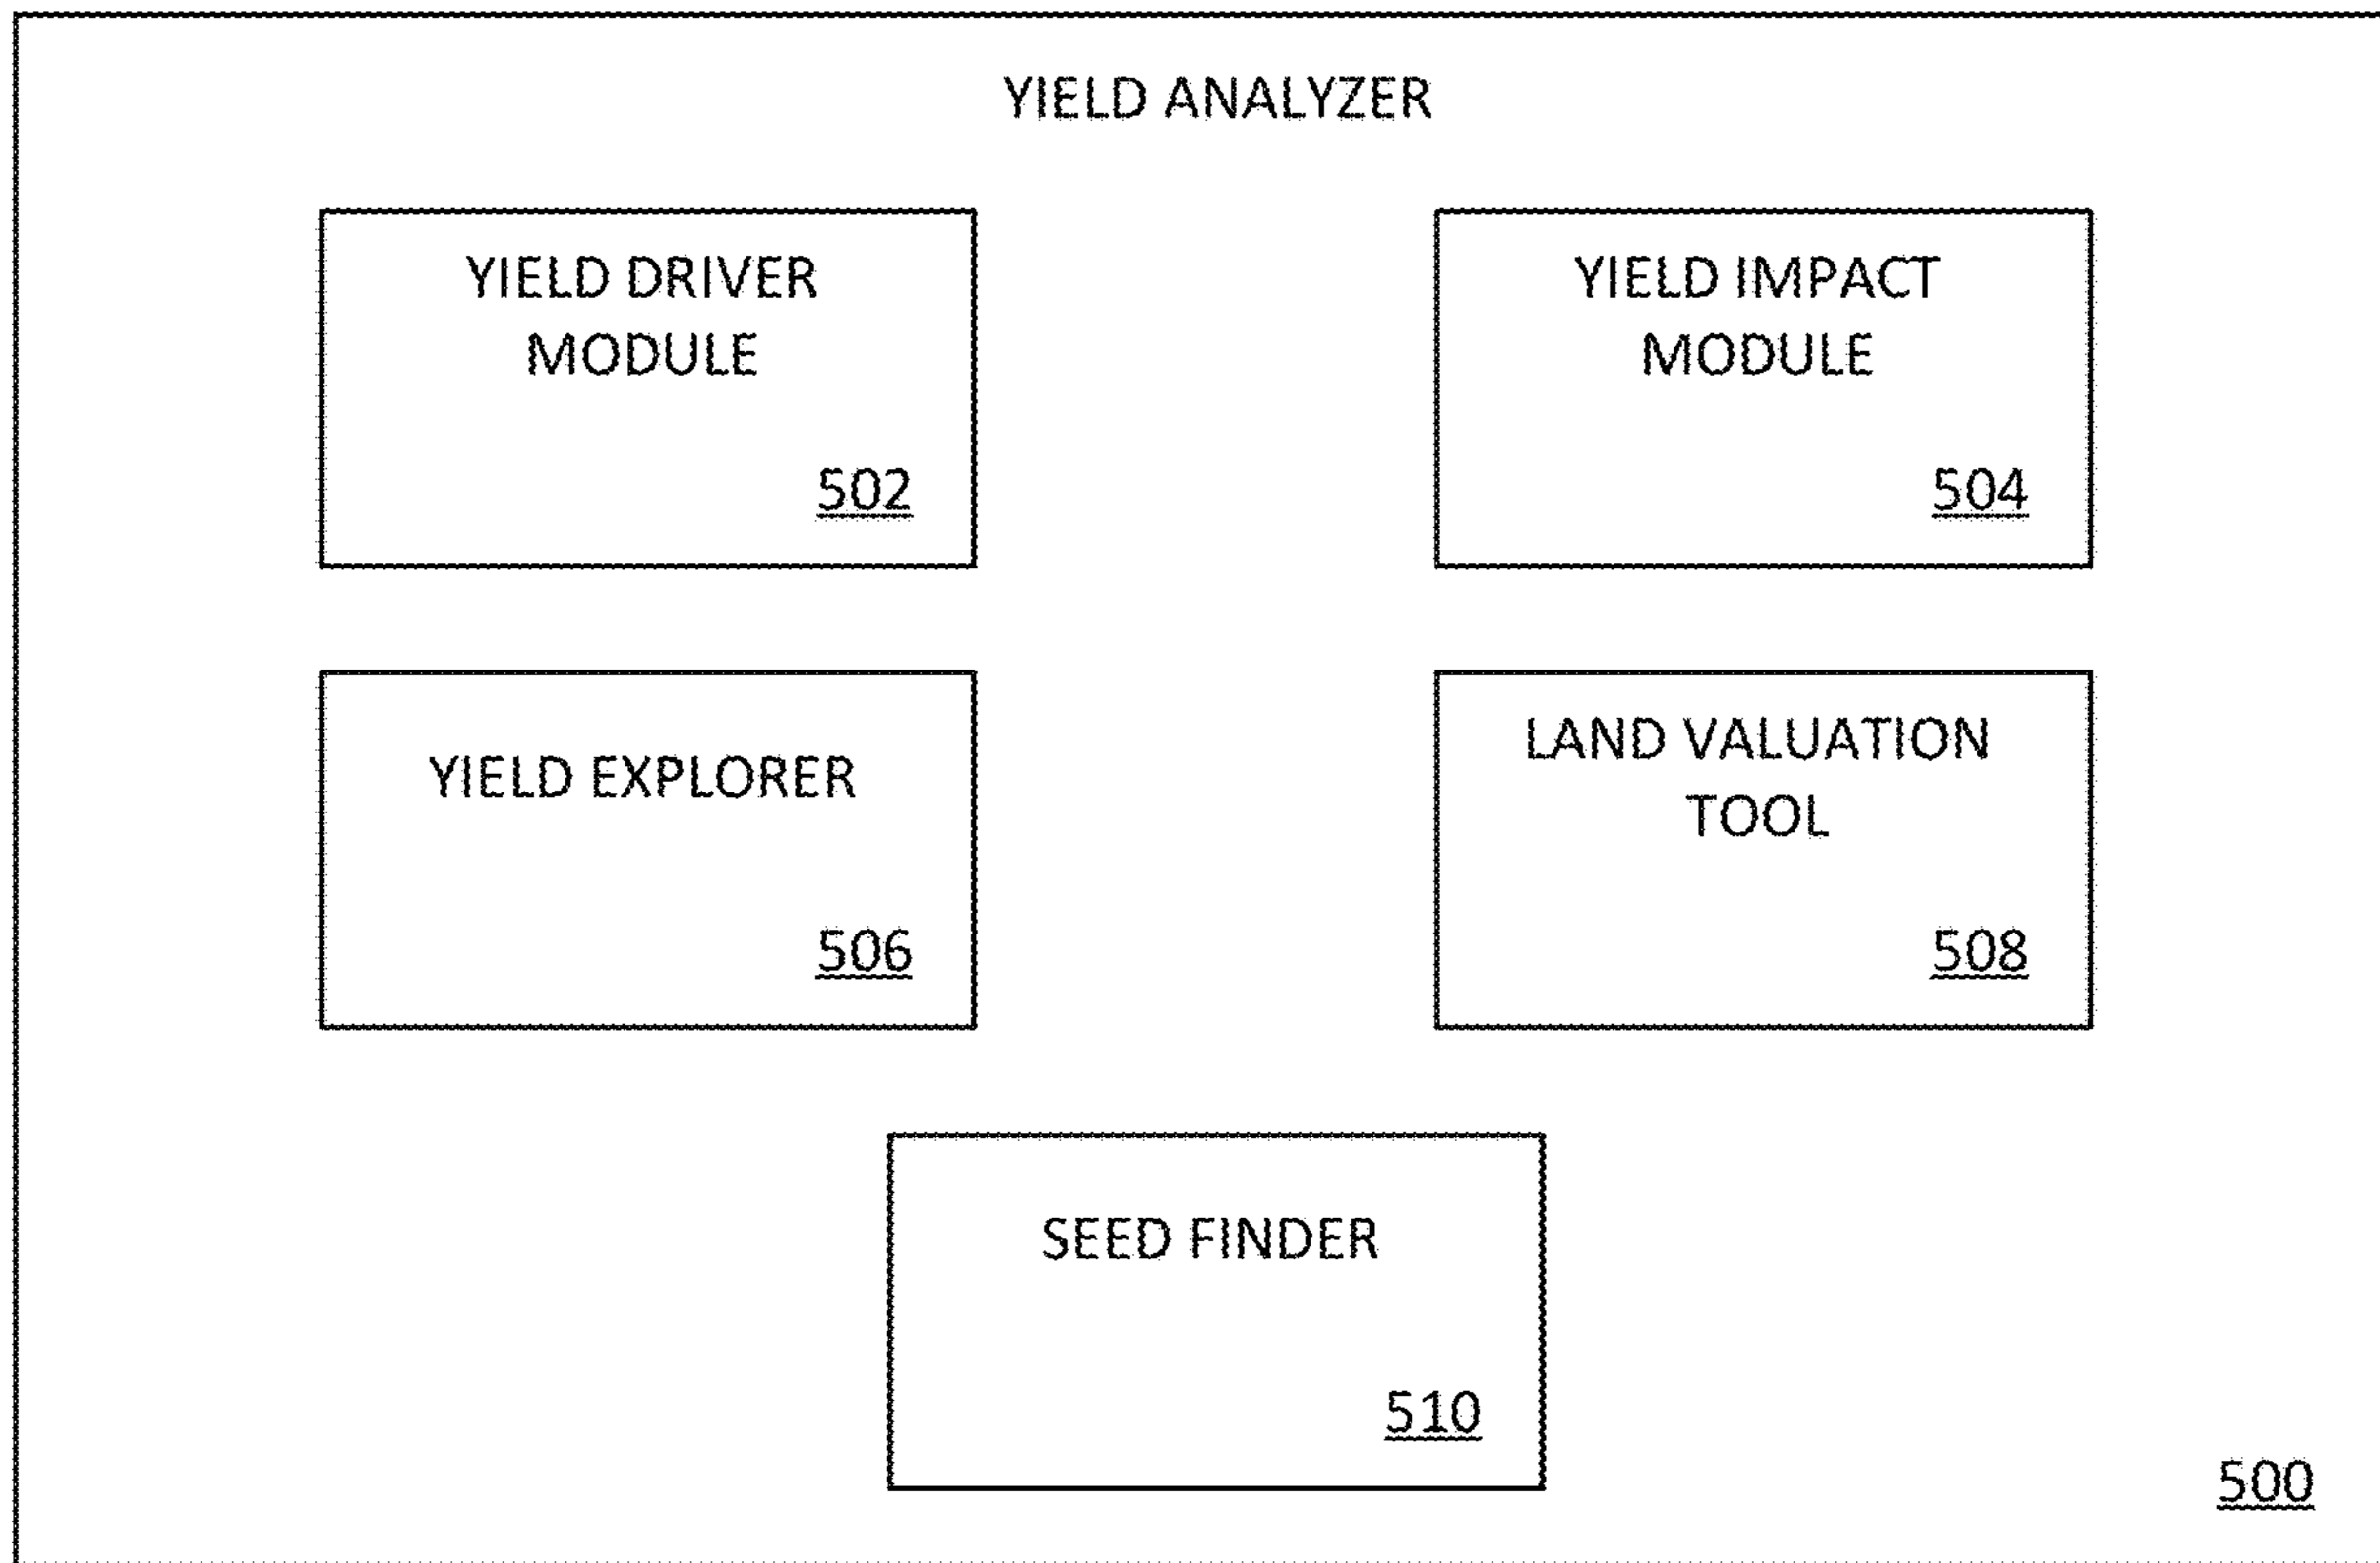 YIELD ANALYZER
YIELD DRIVER
MODULE
502
YIELD IMPACT
MODULE
504
YIELD EXPLORER
506
LAND VALUATION
TOOL
508
SEED FINDER
510
500